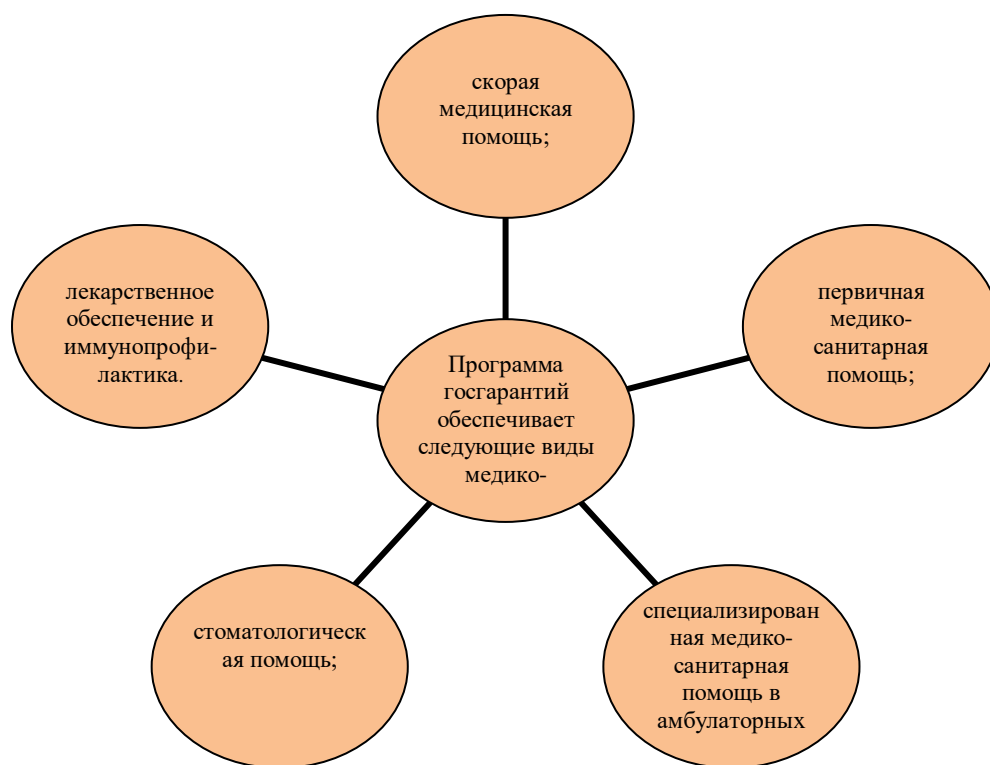 скорая
медицинская
помощь;
лекарственное
обеспечение и
иммунопрофи-
лактика.
первичная
медико-
санитарная
помощь;
Программа
госгарантий
обеспечивает
следующие виды
медико-
стоматологическ
ая помощь;
специализирован
ная медико-
санитарная
помощь в
амбулаторных